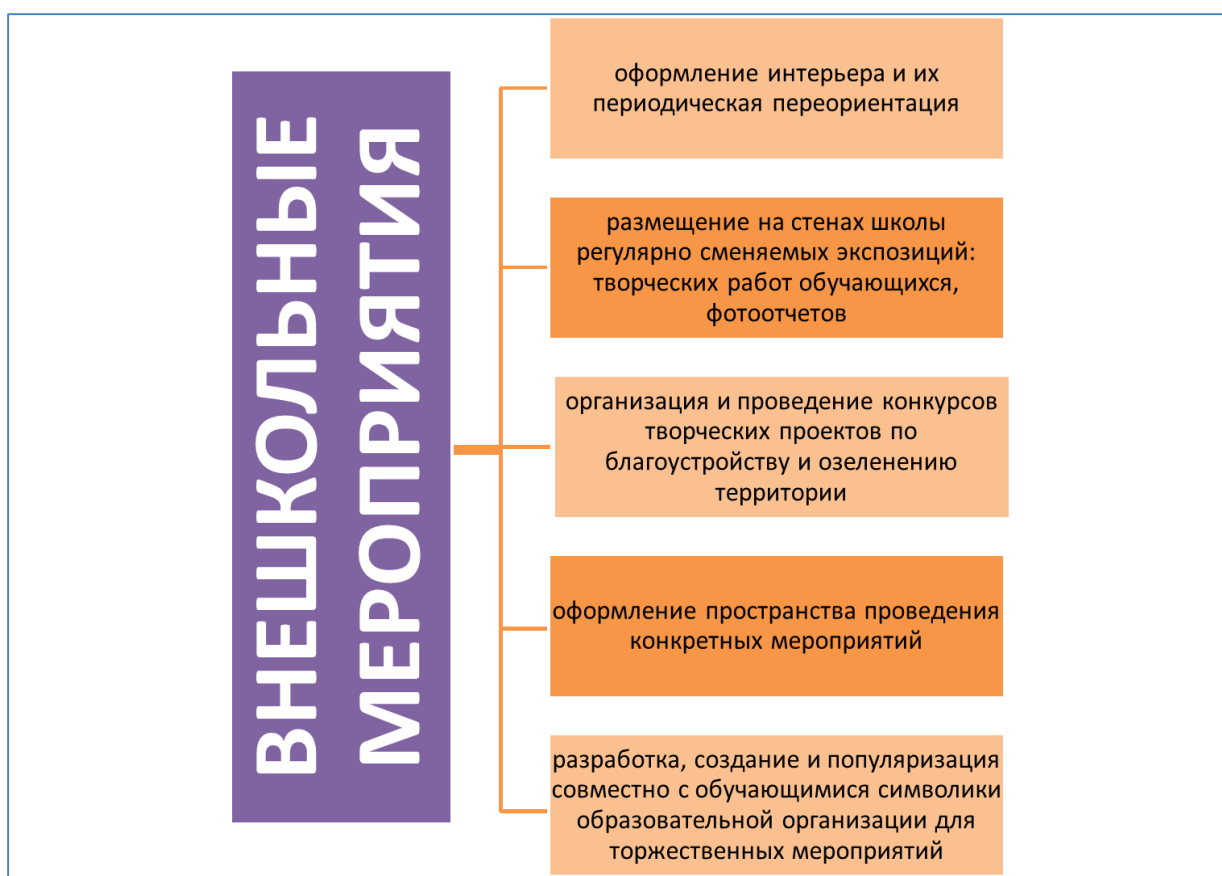 ВНЕШКОЛЬНЫЕ
МЕРОПРИЯТИЯ
оформление интерьера и их
периодическая переориентация
размещение на стенах школы
регулярно сменяемых экспозиций:
творческих работ обучающихся,
фотоотчетов
организация и проведение конкурсов
творческих проектов по
благоустройству и озеленению
территории
оформление пространства проведения
конкретных мероприятий
разработка, создание и популяризация
совместно с обучающимися символики
образовательной организации для
торжественных мероприятий